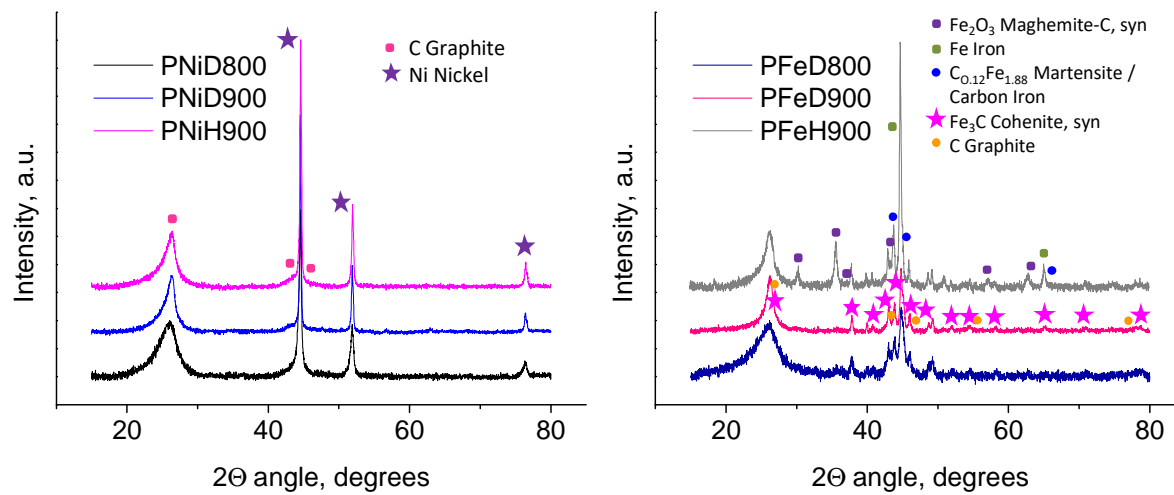 Intensity, a.u.
PNiD800
PNiD900
PNiH900
C Graphite
Ni Nickel
20
40
60
80
2Θ angle, degrees
Intensity, a.u.
PFeD800
PFeD900
PFeH900
Fe₂O₃ Maghemite-C, syn
Fe Iron
C₀.₁₂Fe₁.₈₈ Martensite /
Carbon Iron
Fe₃C Cohenite, syn
C Graphite
20
40
60
80
2Θ angle, degrees